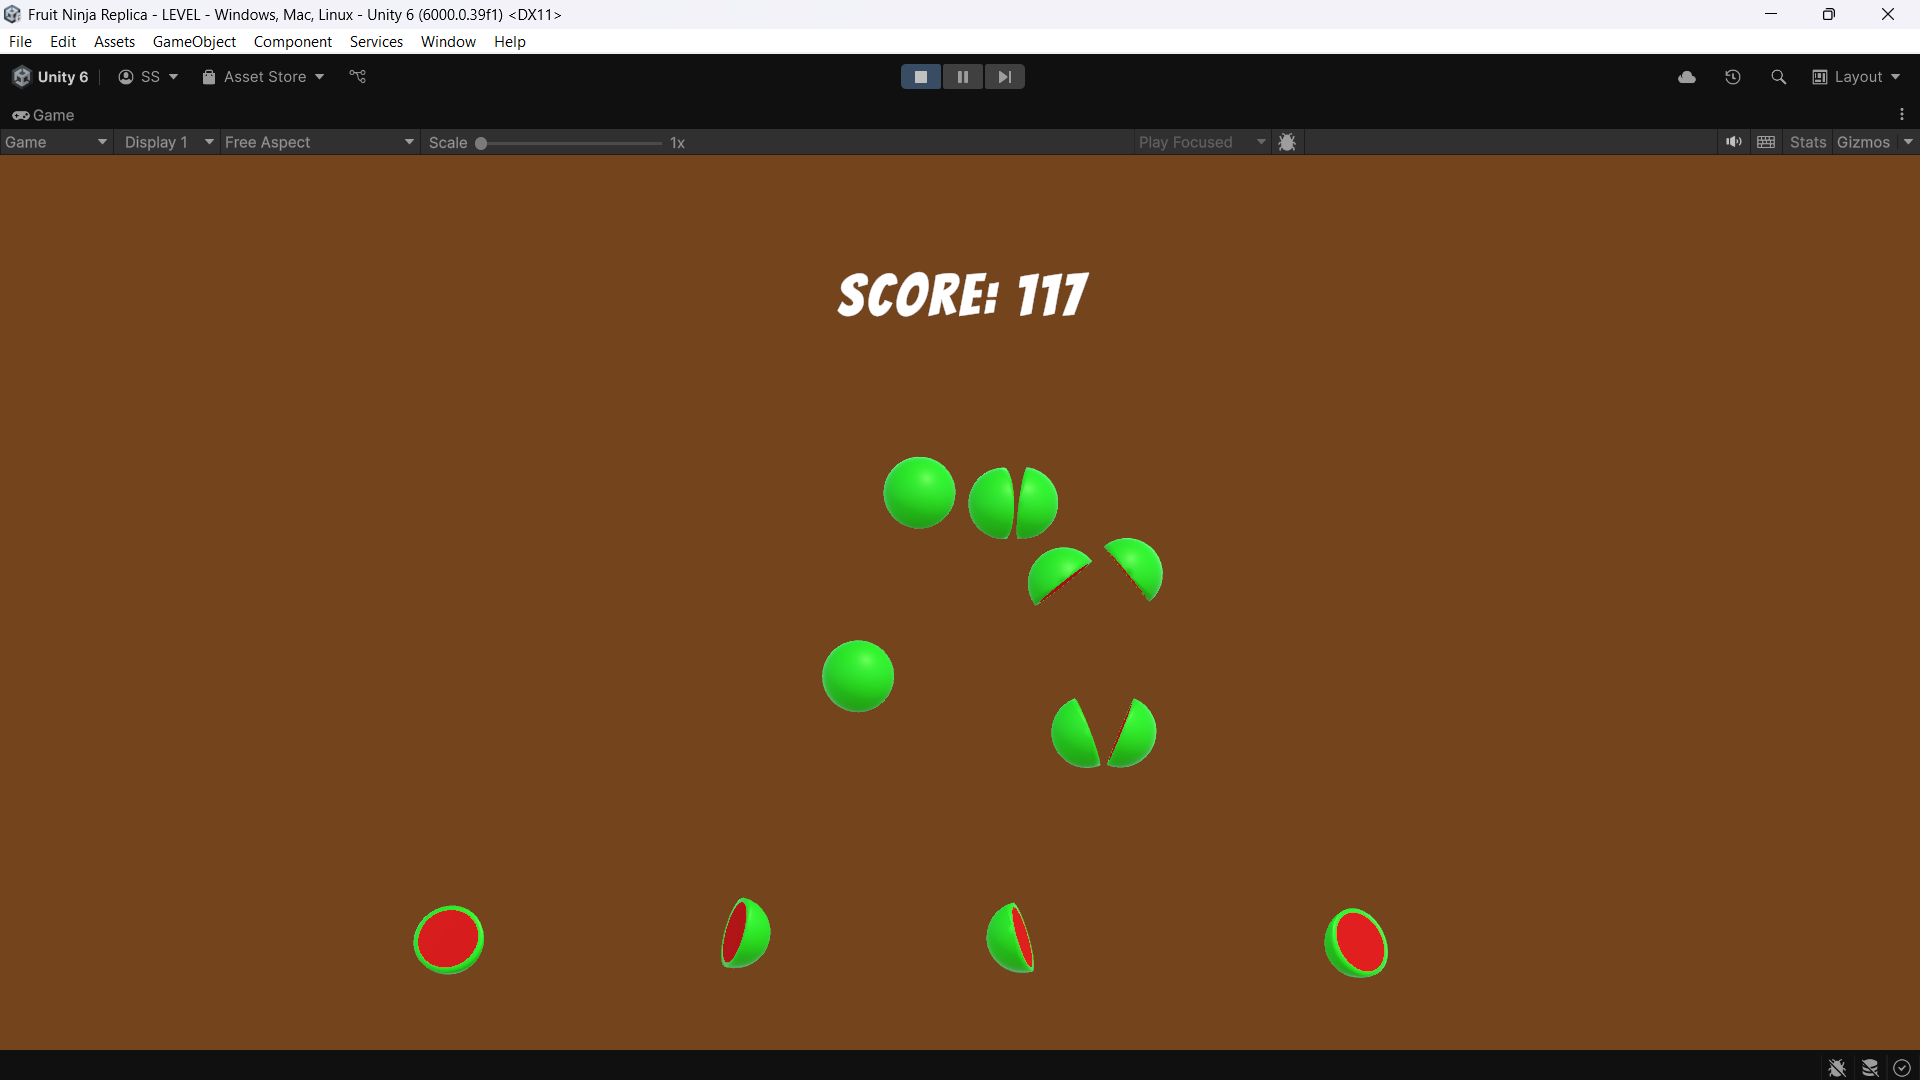 Fruit Ninja Replica - LEVEL - Windows, Mac, Linux - Unity 6 (6000.0.39f1) <DX11>
File Edit Assets GameObject Component Services Window Help
Unity 6 SS Asset Store Layout
Game
Game Display 1 Free Aspect Scale 1x Play Focused Stats Gizmos
SCORE: 117